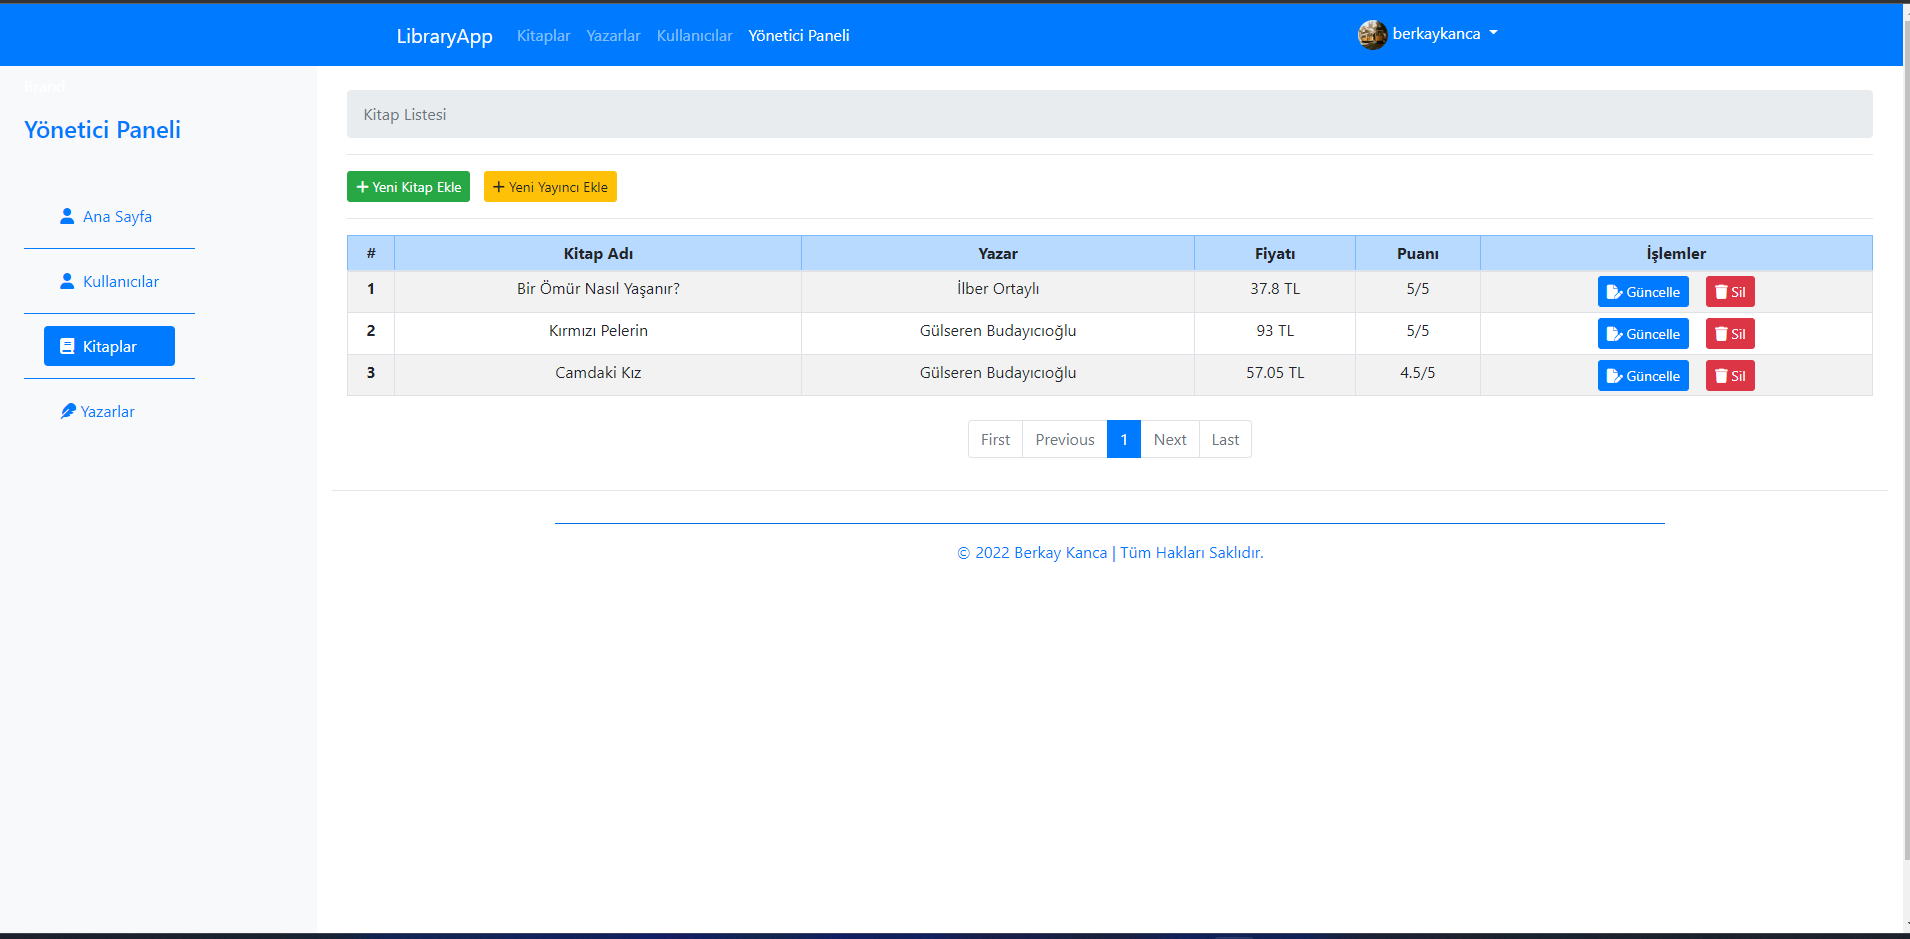 LibraryApp Kitaplar Yazarlar Kullanıcılar Yönetici Paneli berkaykanca
Brand
Yönetici Paneli
Ana Sayfa
Kullanıcılar
Kitaplar
Yazarlar
Kitap Listesi
Yeni Kitap Ekle Yeni Yayıncı Ekle
# Kitap Adı Yazar Fiyatı Puanı İşlemler
1 Bir Ömür Nasıl Yaşanır? İlber Ortaylı 37.8 TL 5/5 Güncelle Sil
2 Kırmızı Pelerin Gülseren Budayıcıoğlu 93 TL 5/5 Güncelle Sil
3 Camdaki Kız Gülseren Budayıcıoğlu 57.05 TL 4.5/5 Güncelle Sil
First Previous 1 Next Last
© 2022 Berkay Kanca | Tüm Hakları Saklıdır.